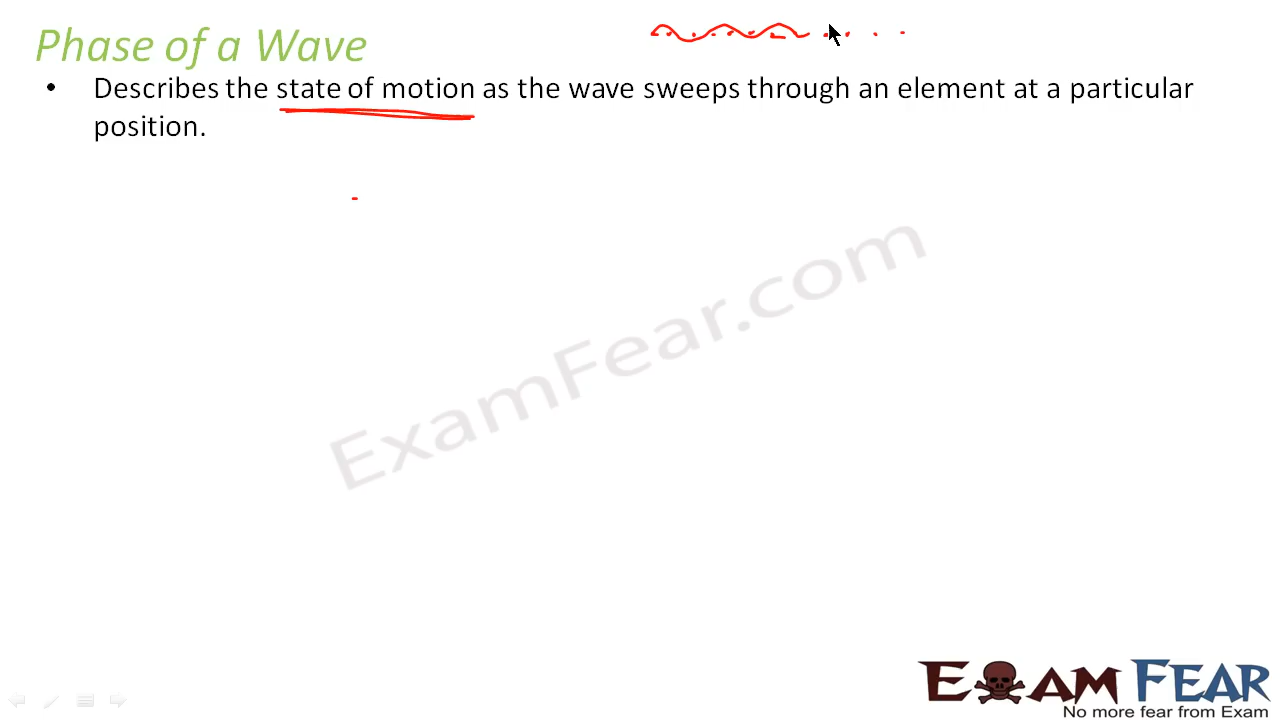 Phase of a Wave
• Describes the state of motion as the wave sweeps through an element at a particular
position.
ExamFear.com
EXAM FEAR
No more fear from Exam